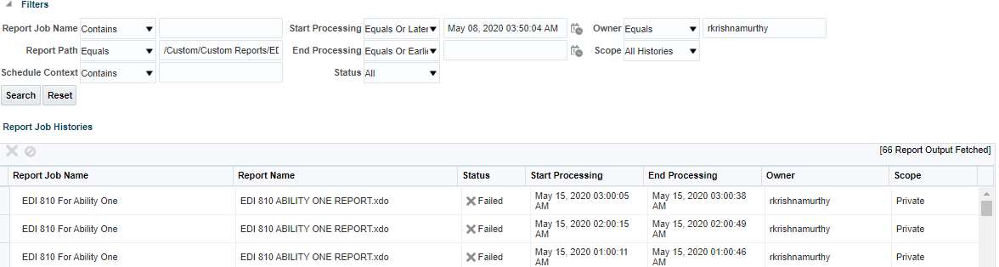 Filters
Report Job Name Contains Start Processing Equals Or Later May 08, 2020 03:50:04 AM Owner Equals rkrishnamurthy
Report Path Equals /Custom/Custom Reports/ED End Processing Equals Or Earlie Scope All Histories
Schedule Context Contains Status All
Search Reset
Report Job Histories
[66 Report Output Fetched]
Report Job Name Report Name Status Start Processing End Processing Owner Scope
EDI 810 For Ability One EDI 810 ABILITY ONE REPORT.xdo Failed May 15, 2020 03:00:05 AM May 15, 2020 03:00:38 AM rkrishnamurthy Private
EDI 810 For Ability One EDI 810 ABILITY ONE REPORT.xdo Failed May 15, 2020 02:00:15 AM May 15, 2020 02:00:49 AM rkrishnamurthy Private
EDI 810 For Ability One EDI 810 ABILITY ONE REPORT.xdo Failed May 15, 2020 01:00:11 AM May 15, 2020 01:00:46 AM rkrishnamurthy Private